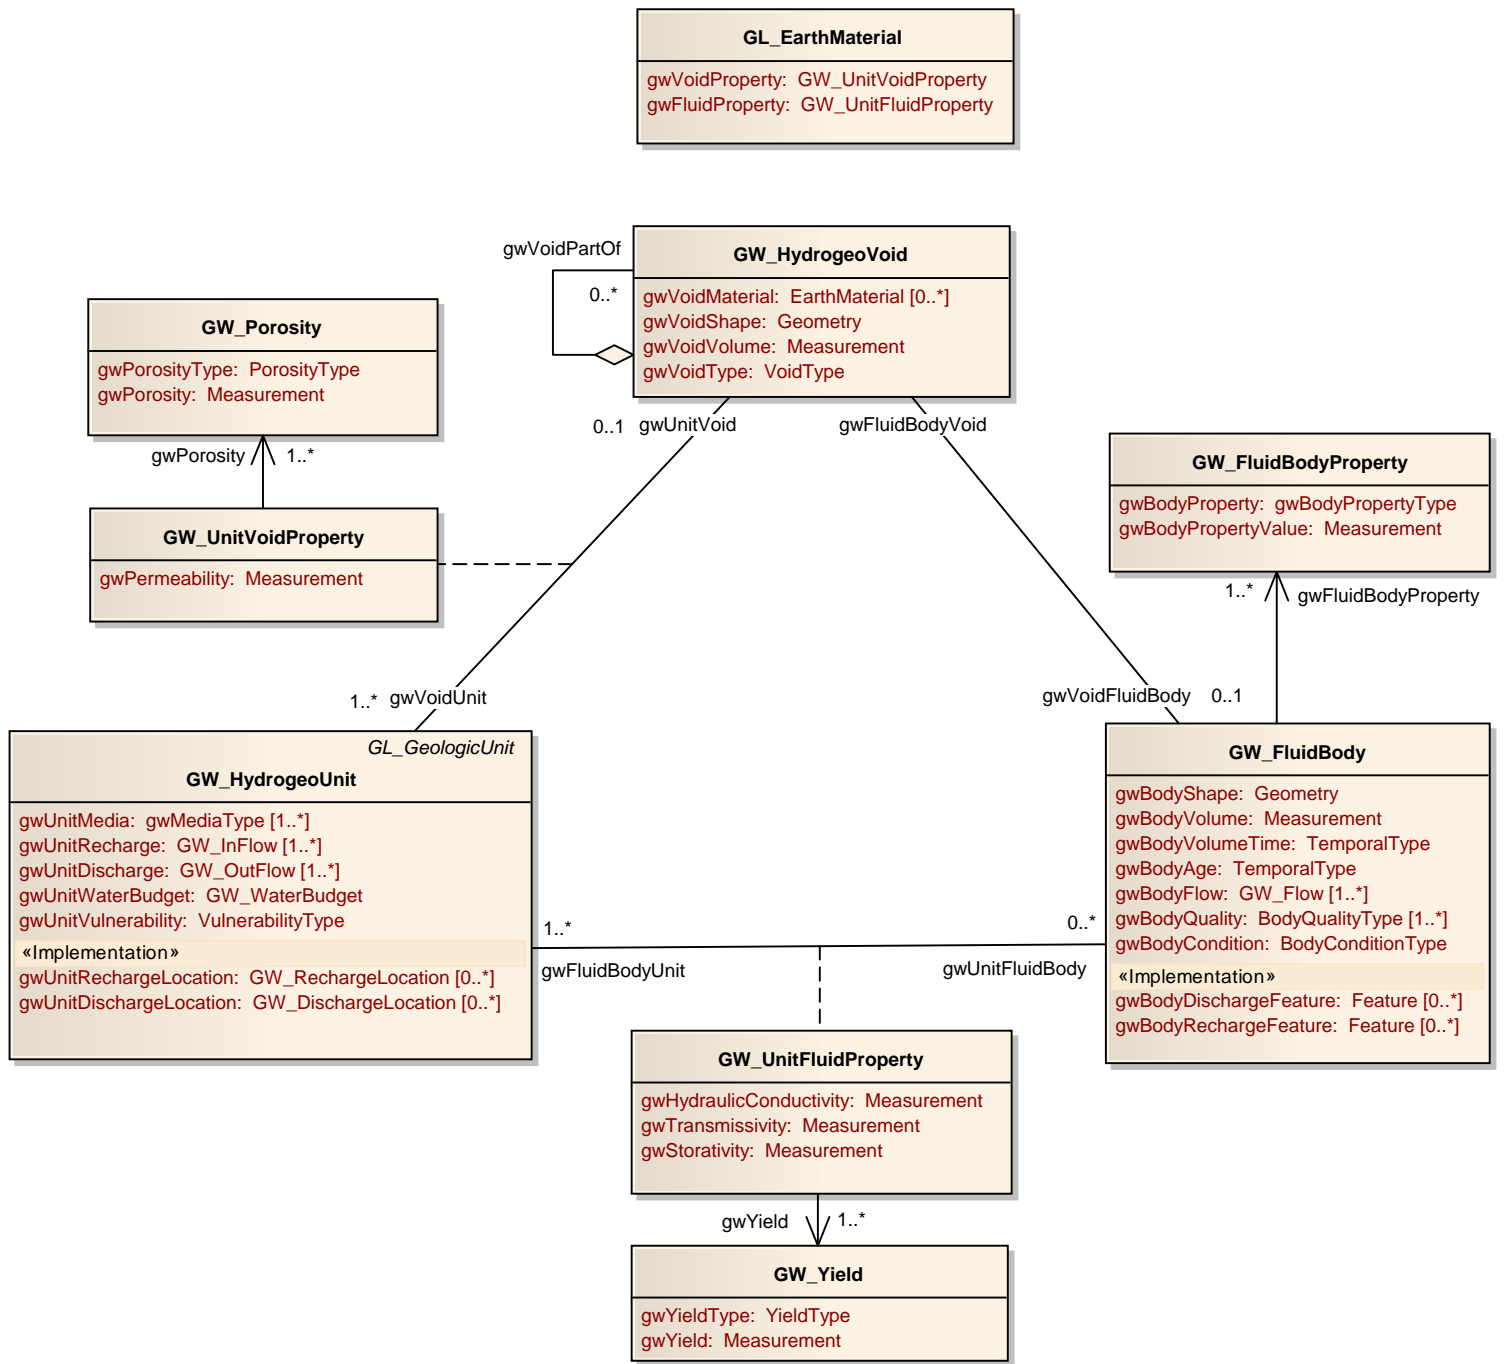 GL_EarthMaterial
gwVoidProperty: GW_UnitVoidProperty
gwFluidProperty: GW_UnitFluidProperty
gwVoidPartOf
0..*
GW_HydrogeoVoid
gwVoidMaterial: EarthMaterial [0..*]
gwVoidShape: Geometry
gwVoidVolume: Measurement
gwVoidType: VoidType
GW_Porosity
gwPorosityType: PorosityType
gwPorosity: Measurement
gwPorosity 1..*
GW_UnitVoidProperty
gwPermeability: Measurement
0..1 gwUnitVoid
gwFluidBodyVoid
GW_FluidBodyProperty
gwBodyProperty: gwBodyPropertyType
gwBodyPropertyValue: Measurement
1..* gwFluidBodyProperty
1..* gwVoidUnit
gwVoidFluidBody 0..1
GL_GeologicUnit
GW_HydrogeoUnit
gwUnitMedia: gwMediaType [1..*]
gwUnitRecharge: GW_InFlow [1..*]
gwUnitDischarge: GW_OutFlow [1..*]
gwUnitWaterBudget: GW_WaterBudget
gwUnitVulnerability: VulnerabilityType
«Implementation»
gwUnitRechargeLocation: GW_RechargeLocation [0..*]
gwUnitDischargeLocation: GW_DischargeLocation [0..*]
1..*
gwFluidBodyUnit
0..*
gwUnitFluidBody
GW_FluidBody
gwBodyShape: Geometry
gwBodyVolume: Measurement
gwBodyVolumeTime: TemporalType
gwBodyAge: TemporalType
gwBodyFlow: GW_Flow [1..*]
gwBodyQuality: BodyQualityType [1..*]
gwBodyCondition: BodyConditionType
«Implementation»
gwBodyDischargeFeature: Feature [0..*]
gwBodyRechargeFeature: Feature [0..*]
GW_UnitFluidProperty
gwHydraulicConductivity: Measurement
gwTransmissivity: Measurement
gwStorativity: Measurement
gwYield 1..*
GW_Yield
gwYieldType: YieldType
gwYield: Measurement